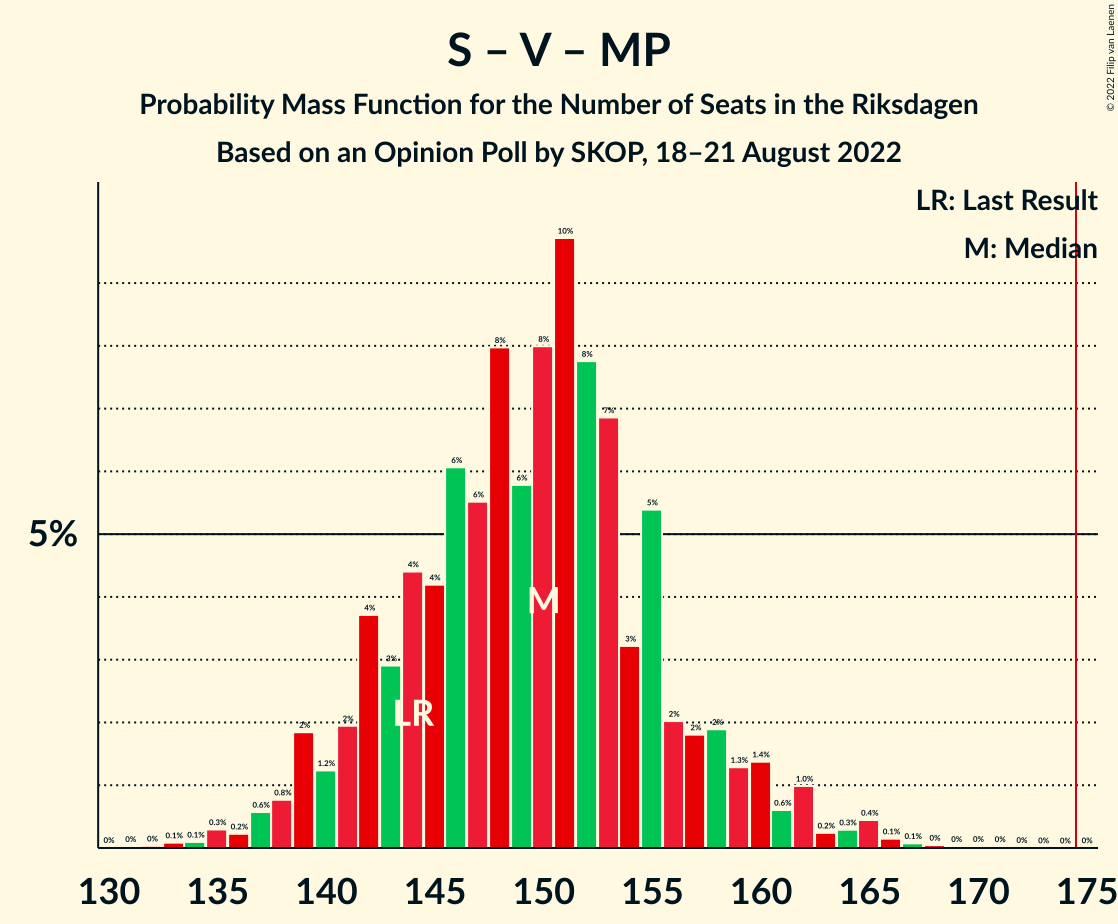 © 2022 Filip van Laenen
S – V – MP
Probability Mass Function for the Number of Seats in the Riksdagen
Based on an Opinion Poll by SKOP, 18–21 August 2022
LR: Last Result
M: Median
5%
0% 0% 0% 0.1% 0.1% 0.3% 0.2% 0.6% 0.8% 2% 1.2% 2% 4% 3% 4% 4% 6% 6% 8% 6% 8% 10% 8% 7% 3% 5% 2% 2% 2% 1.3% 1.4% 0.6% 1.0% 0.2% 0.3% 0.4% 0.1% 0.1% 0% 0% 0% 0% 0% 0% 0% 0%
M
LR
130 135 140 145 150 155 160 165 170 175